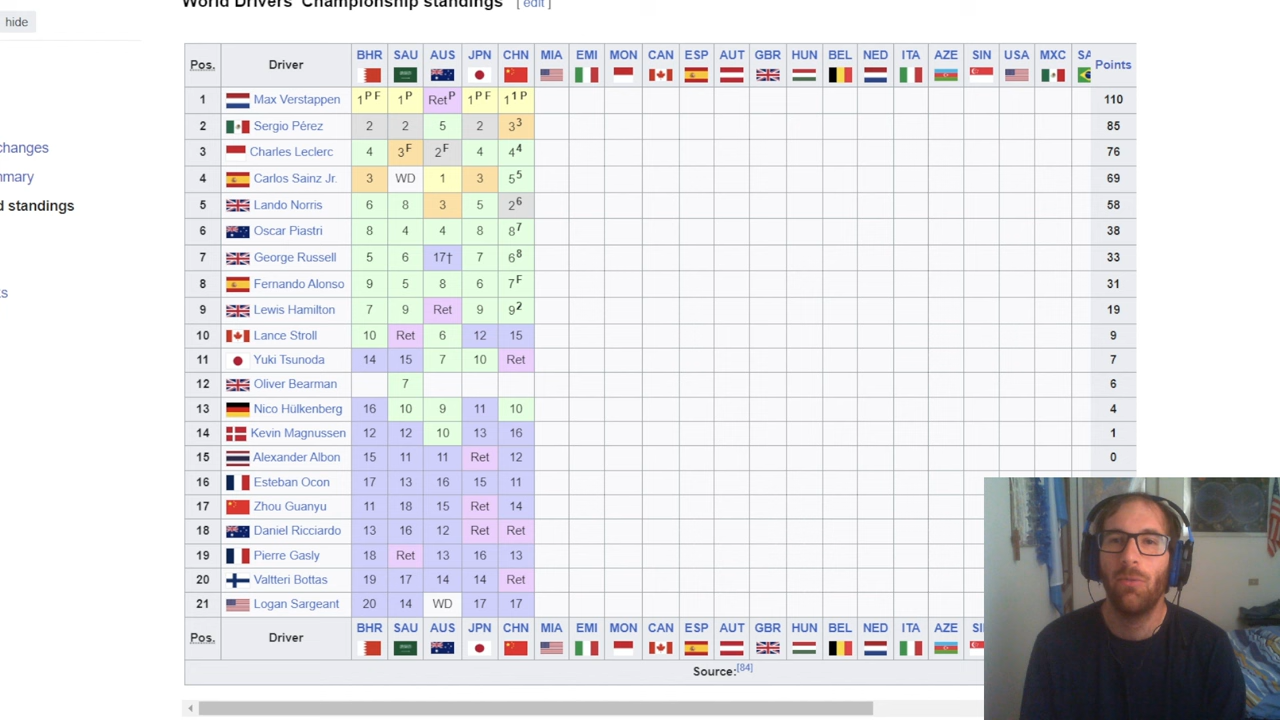 World Drivers' Championship standings [ edit ]
hide
Pos. Driver BHR SAU AUS JPN CHN MIA EMI MON CAN ESP AUT GBR HUN BEL NED ITA AZE SIN USA MXC SA Points
1 Max Verstappen 1 P F 1 P Ret P 1 P F 1 1 P 110
2 Sergio Pérez 2 2 5 2 3 3 85
3 Charles Leclerc 4 3 F 2 F 4 4 4 76
4 Carlos Sainz Jr. 3 WD 1 3 5 5 69
5 Lando Norris 6 8 3 5 2 6 58
6 Oscar Piastri 8 4 4 8 8 7 38
7 George Russell 5 6 17† 7 6 8 33
8 Fernando Alonso 9 5 8 6 7 F 31
9 Lewis Hamilton 7 9 Ret 9 9 2 19
10 Lance Stroll 10 Ret 6 12 15 9
11 Yuki Tsunoda 14 15 7 10 Ret 7
12 Oliver Bearman 7 6
13 Nico Hülkenberg 16 10 9 11 10 4
14 Kevin Magnussen 12 12 10 13 16 1
15 Alexander Albon 15 11 11 Ret 12 0
16 Esteban Ocon 17 13 16 15 11
17 Zhou Guanyu 11 18 15 Ret 14
18 Daniel Ricciardo 13 16 12 Ret Ret
19 Pierre Gasly 18 Ret 13 16 13
20 Valtteri Bottas 19 17 14 14 Ret
21 Logan Sargeant 20 14 WD 17 17
Pos. Driver BHR SAU AUS JPN CHN MIA EMI MON CAN ESP AUT GBR HUN BEL NED ITA AZE SI
Source:[84]
changes
mmary
d standings
s